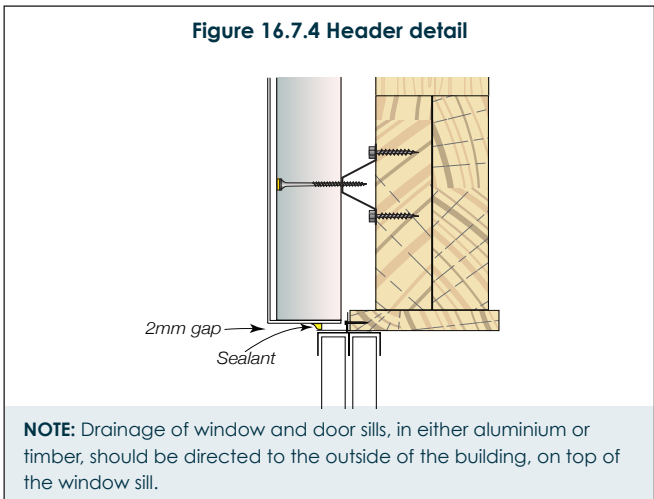 Figure 16.7.4 Header detail
2mm gap
Sealant
NOTE: Drainage of window and door sills, in either aluminium or
timber, should be directed to the outside of the building, on top of
the window sill.